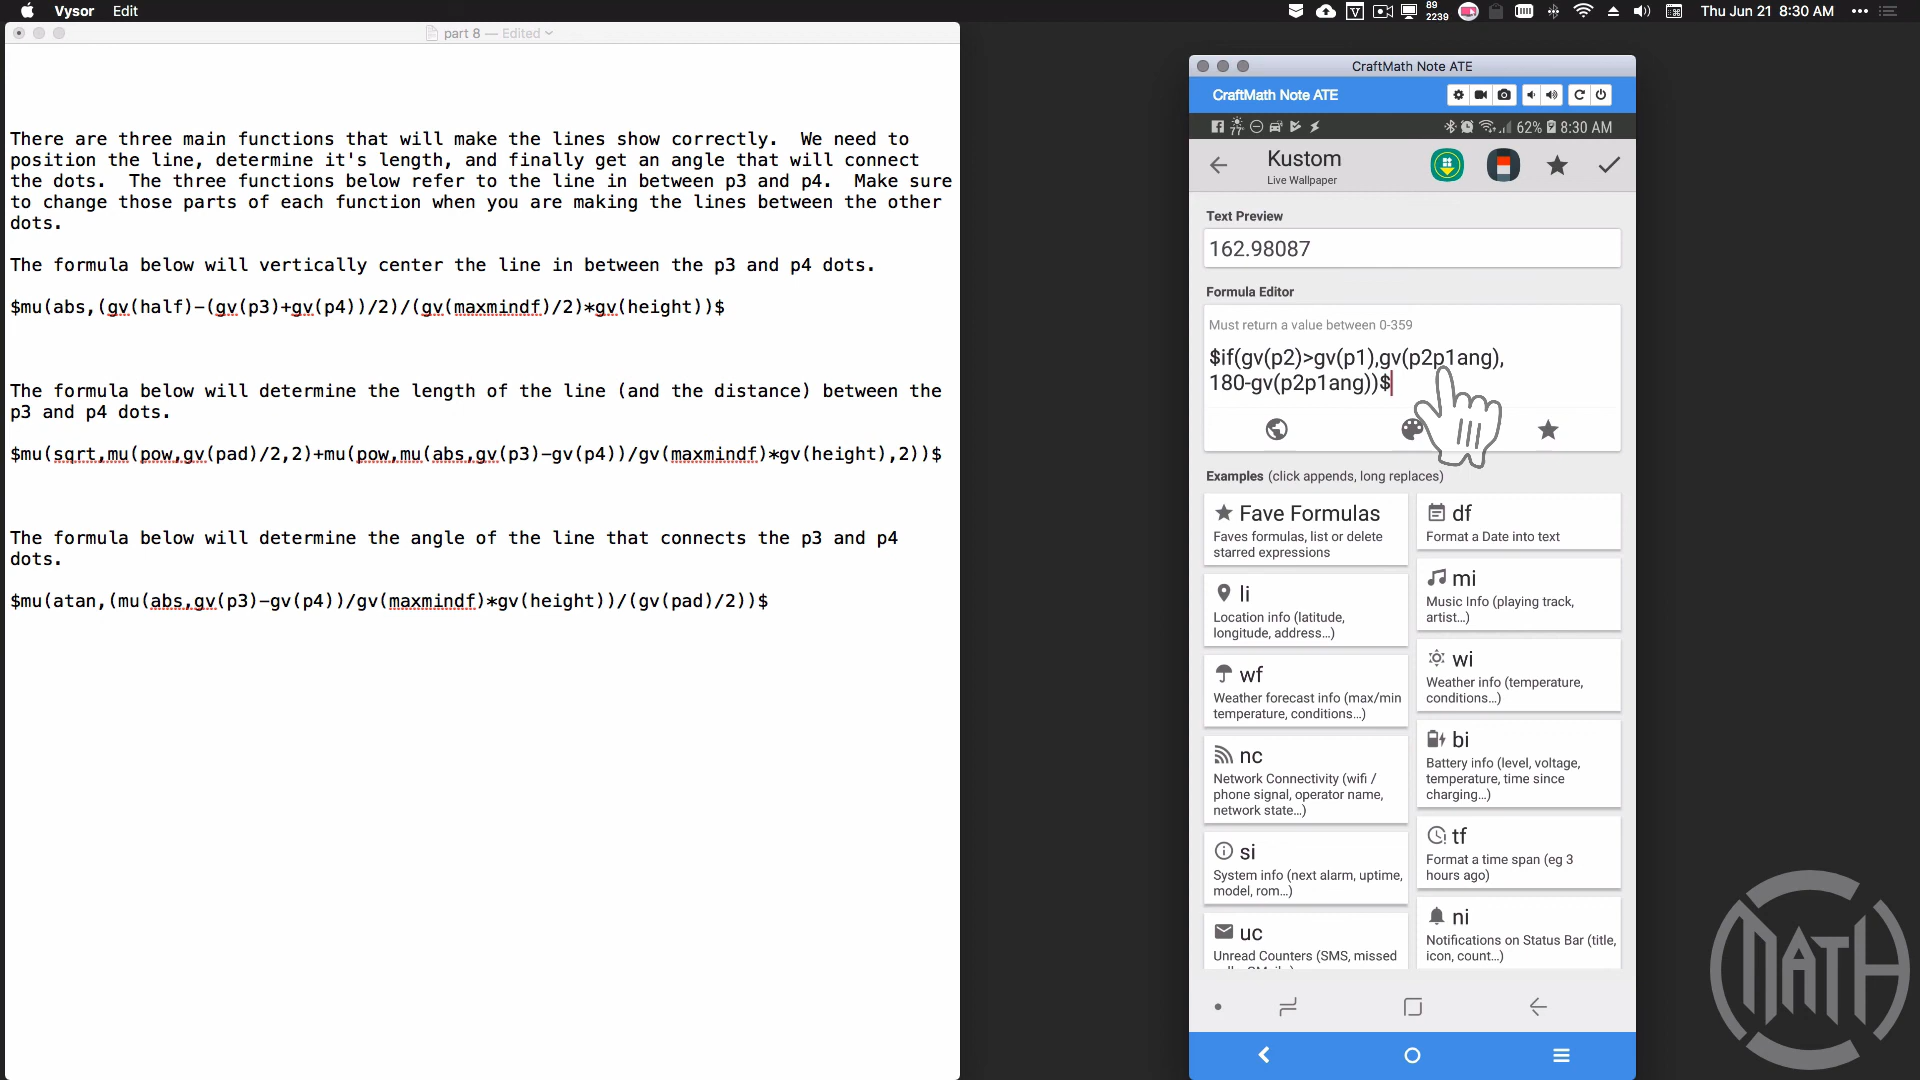 Vysor Edit
89
2239
Thu Jun 21 8:30 AM
part 8 — Edited
There are three main functions that will make the lines show correctly. We need to
position the line, determine it's length, and finally get an angle that will connect
the dots. The three functions below refer to the line in between p3 and p4. Make sure
to change those parts of each function when you are making the lines between the other
dots.
The formula below will vertically center the line in between the p3 and p4 dots.
$mu(abs,(gv(half)-(gv(p3)+gv(p4))/2)/(gv(maxmindf)/2)*gv(height))$
The formula below will determine the length of the line (and the distance) between the
p3 and p4 dots.
$mu(sqrt,mu(pow,gv(pad)/2,2)+mu(pow,mu(abs,gv(p3)-gv(p4))/gv(maxmindf)*gv(height),2))$
The formula below will determine the angle of the line that connects the p3 and p4
dots.
$mu(atan,(mu(abs,gv(p3)-gv(p4))/gv(maxmindf)*gv(height))/(gv(pad)/2))$
CraftMath Note ATE
CraftMath Note ATE
77 62% 8:30 AM
Kustom
Live Wallpaper
Text Preview
162.98087
Formula Editor
Must return a value between 0-359
$if(gv(p2)>gv(p1),gv(p2p1ang),
180-gv(p2p1ang))$
Examples (click appends, long replaces)
Fave Formulas
Faves formulas, list or delete
starred expressions
df
Format a Date into text
li
Location info (latitude,
longitude, address...)
mi
Music Info (playing track,
artist...)
wf
Weather forecast info (max/min
temperature, conditions...)
wi
Weather info (temperature,
conditions...)
nc
Network Connectivity (wifi /
phone signal, operator name,
network state...)
bi
Battery info (level, voltage,
temperature, time since
charging...)
si
System info (next alarm, uptime,
model, rom...)
tf
Format a time span (eg 3
hours ago)
uc
Unread Counters (SMS, missed
ni
Notifications on Status Bar (title,
icon, count...)
MATH